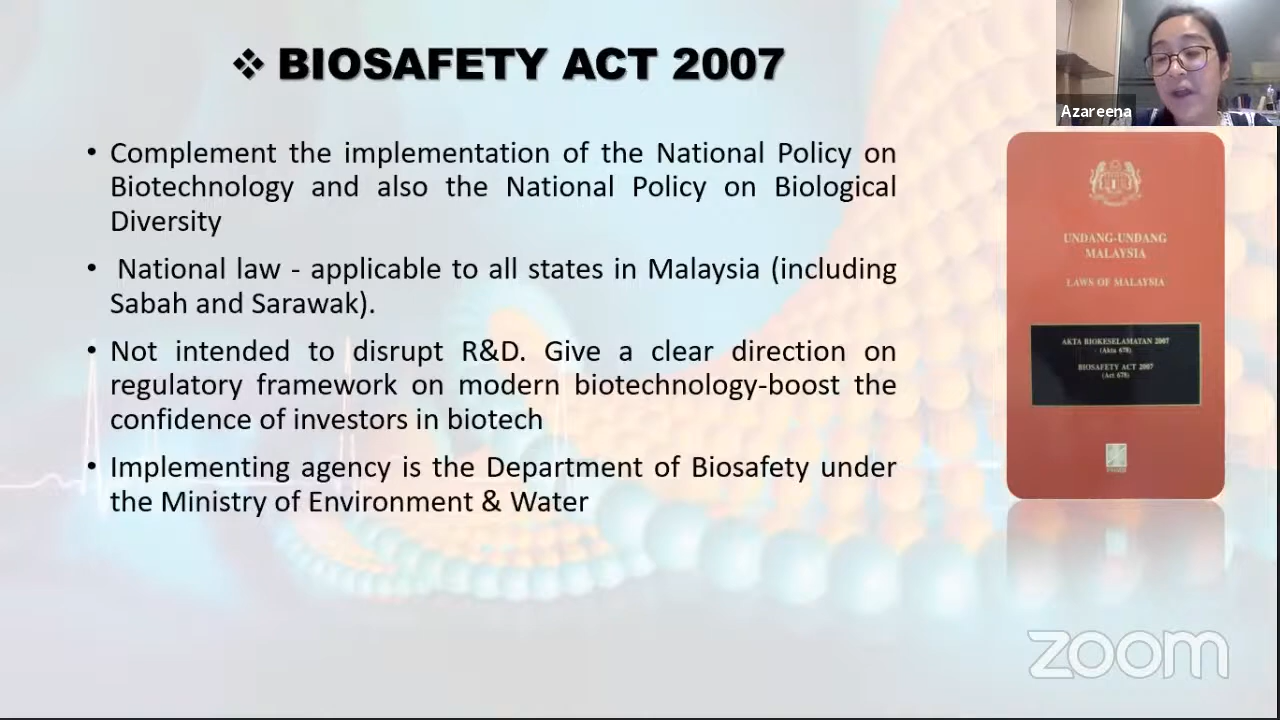 ❖ BIOSAFETY ACT 2007
• Complement the implementation of the National Policy on
Biotechnology and also the National Policy on Biological
Diversity
• National law - applicable to all states in Malaysia (including
Sabah and Sarawak).
• Not intended to disrupt R&D. Give a clear direction on
regulatory framework on modern biotechnology-boost the
confidence of investors in biotech
• Implementing agency is the Department of Biosafety under
the Ministry of Environment & Water
Azareena
UNDANG-UNDANG
MALAYSIA
LAWS OF MALAYSIA
AKTA BIOKESELAMATAN 2007
(Akta 678)
BIOSAFETY ACT 2007
(Act 678)
zoom